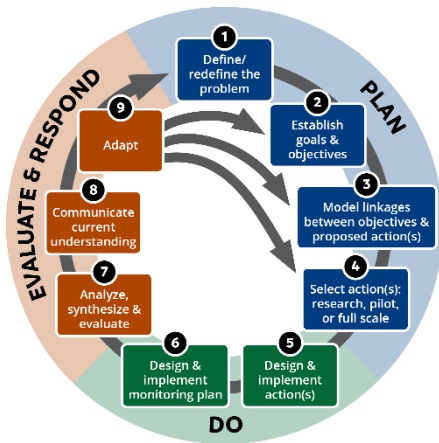 1
Define/
redefine the
problem
2
Establish
goals &
objectives
3
Model linkages
between objectives &
proposed action(s)
4
Select action(s):
research, pilot,
or full scale
5
Design &
implement
action(s)
6
Design &
implement
monitoring plan
7
Analyze,
synthesize &
evaluate
8
Communicate
current
understanding
9
Adapt
PLAN
DO
EVALUATE & RESPOND